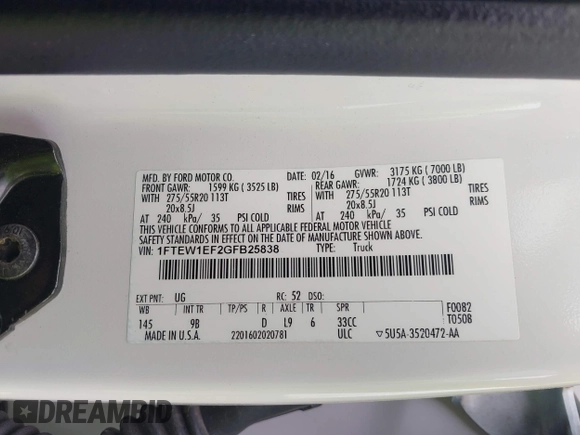 MFD. BY FORD MOTOR CO.
DATE: 02/16 GVWR: 3175 KG ( 7000 LB)
FRONT GAWR: 1599 KG ( 3525 LB) REAR GAWR: 1724 KG ( 3800 LB)
WITH 275/55R20 113T TIRES WITH 275/55R20 113T TIRES
20x8.5J RIMS 20x8.5J RIMS
AT 240 kPa/ 35 PSI COLD AT 240 kPa/ 35 PSI COLD
THIS VEHICLE CONFORMS TO ALL APPLICABLE FEDERAL MOTOR VEHICLE
SAFETY STANDARDS IN EFFECT ON THE DATE OF MANUFACTURE SHOWN ABOVE.
VIN: 1FTEW1EF2GFB25838 TYPE: Truck
EXT PNT: UG RC: 52 DSO:
WB INT TR TP/PS R AXLE TR SPR F0082
145 9B D L9 6 33CC T0508
MADE IN U.S.A. 2201602020781 ULC ▽5U5A-3520472-AA
DREAMBID